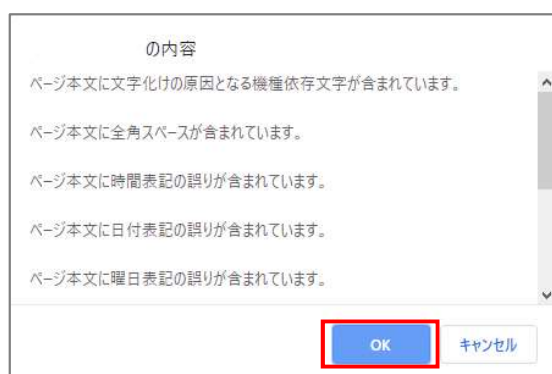 の内容
ページ本文に文字化けの原因となる機種依存文字が含まれています。
ページ本文に全角スペースが含まれています。
ページ本文に時間表記の誤りが含まれています。
ページ本文に日付表記の誤りが含まれています。
ページ本文に曜日表記の誤りが含まれています。
OK
キャンセル